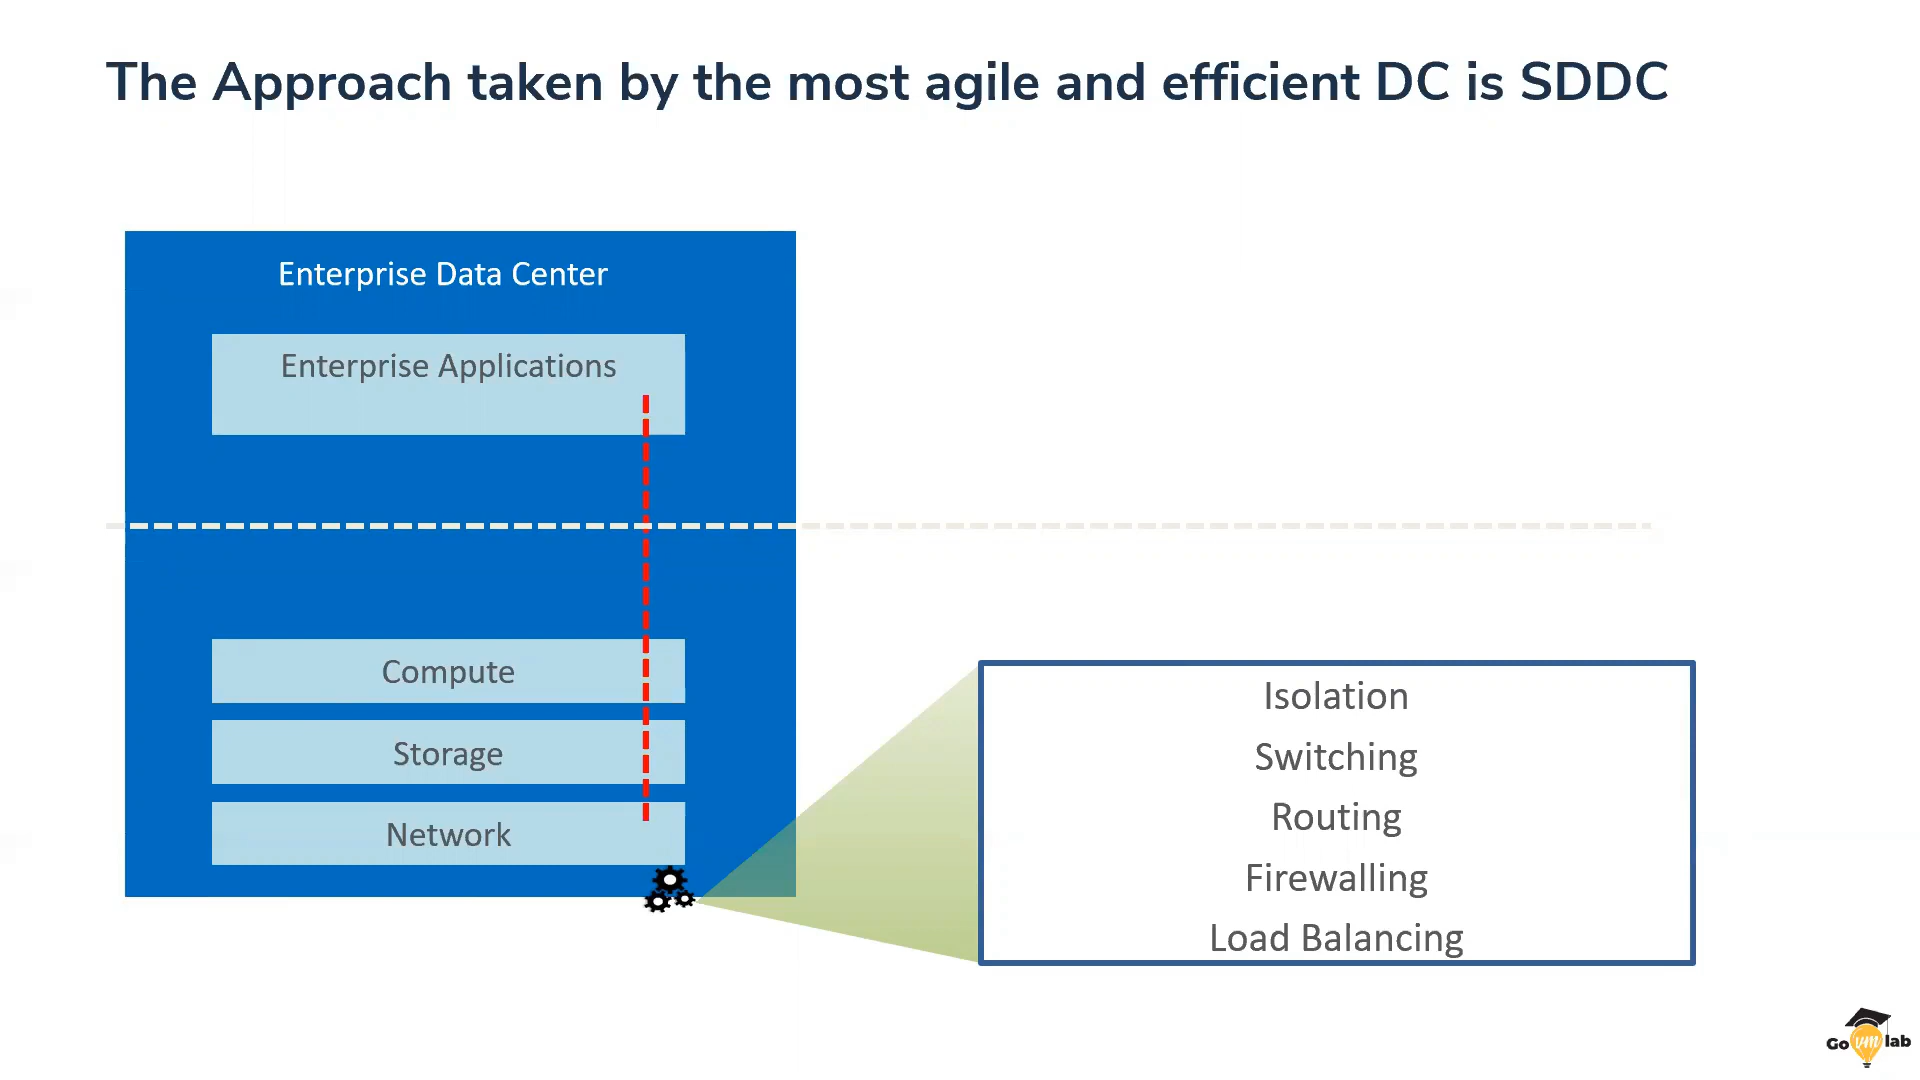 The Approach taken by the most agile and efficient DC is SDDC
Enterprise Data Center
Enterprise Applications
Compute
Storage
Network
Isolation
Switching
Routing
Firewalling
Load Balancing
Go vm lab